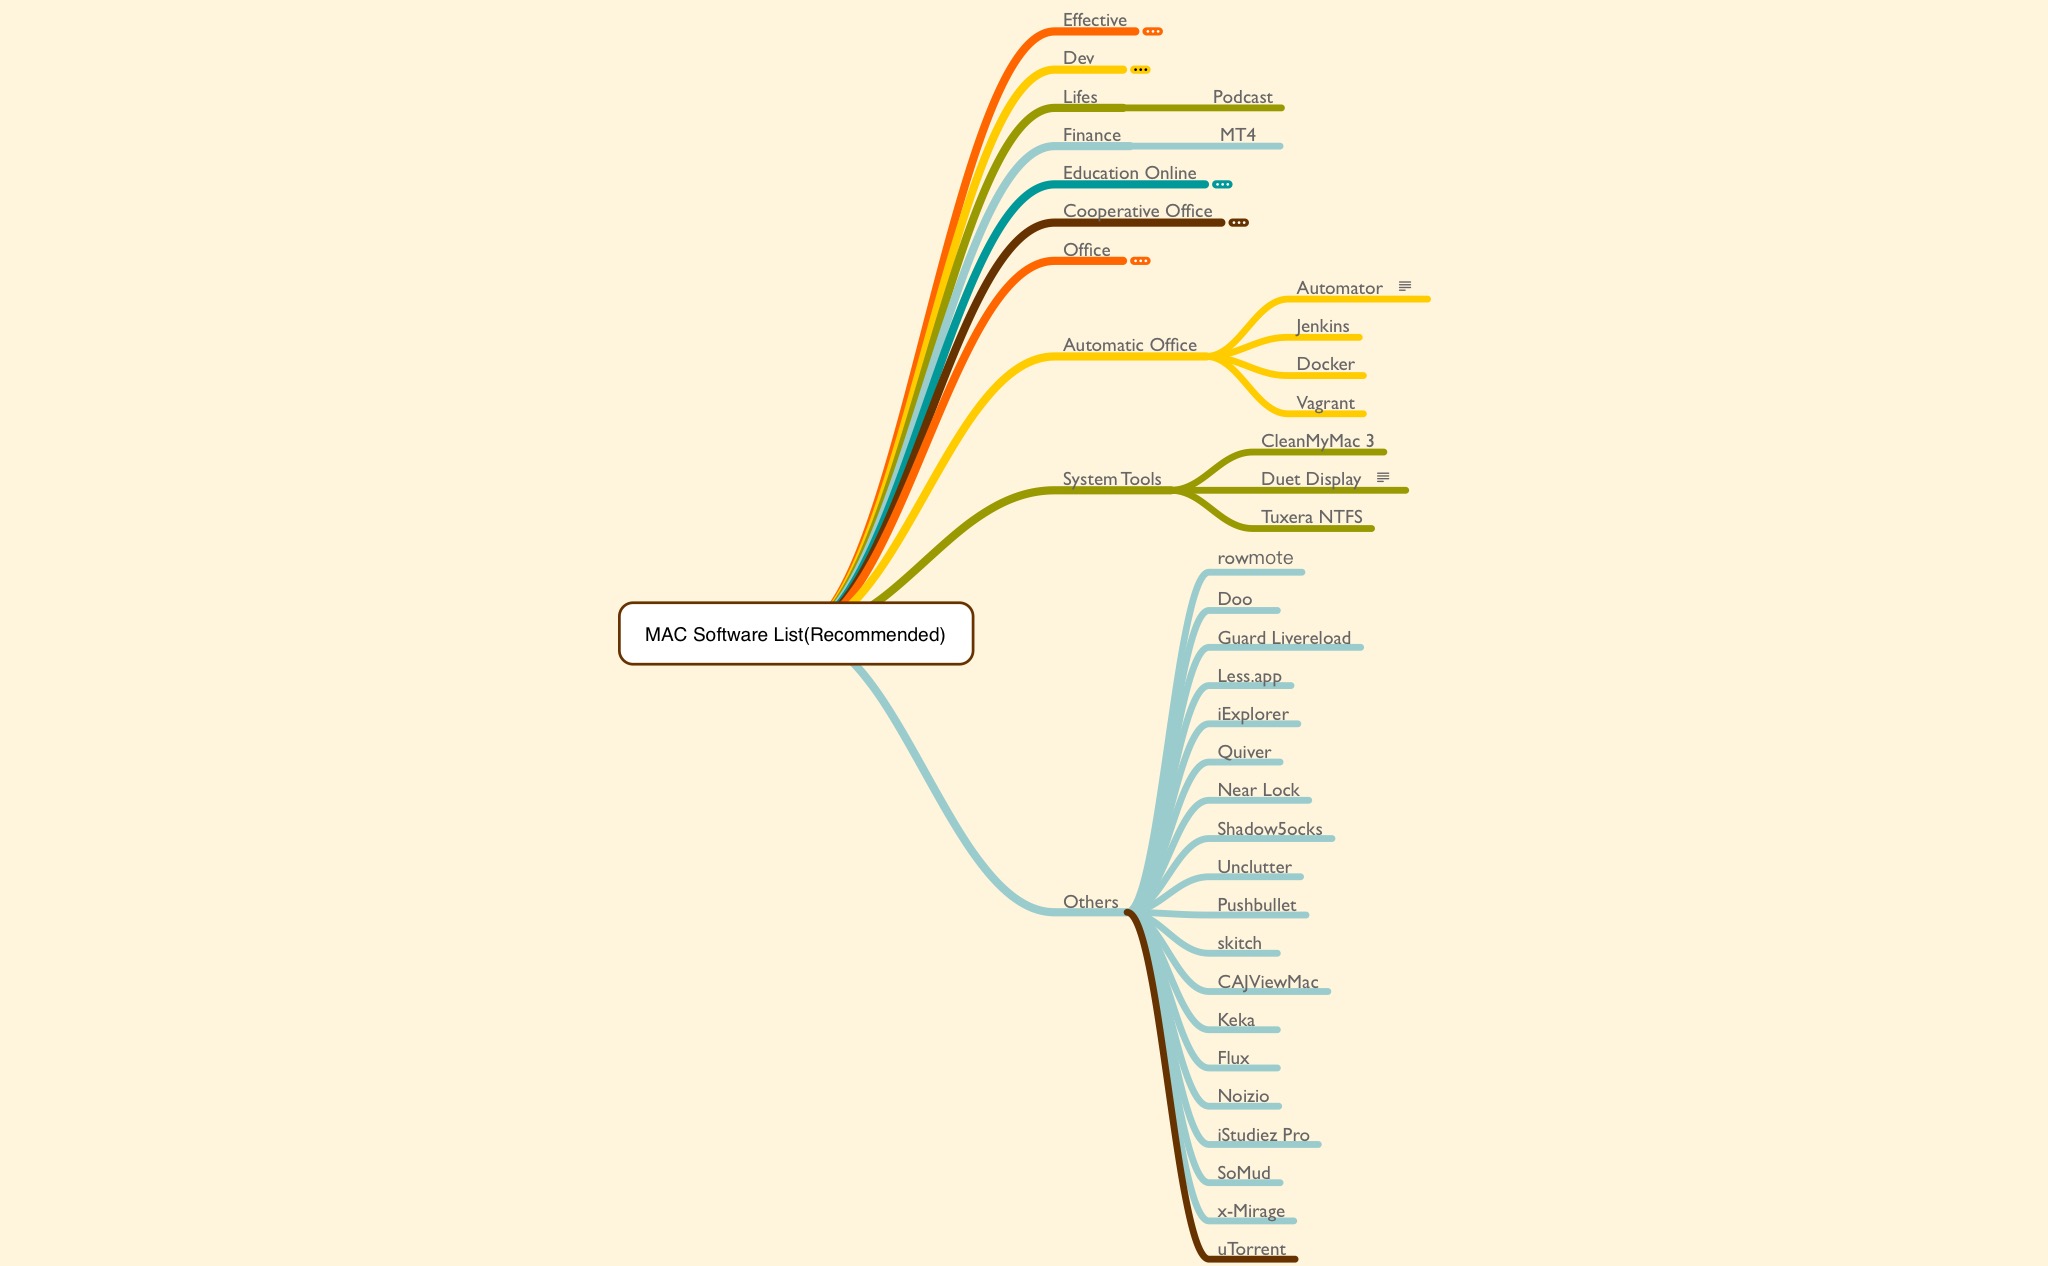 Effective
Dev
Lifes
Podcast
Finance
MT4
Education Online
Cooperative Office
Office
Automatic Office
Automator
Jenkins
Docker
Vagrant
System Tools
CleanMyMac 3
Duet Display
Tuxera NTFS
MAC Software List(Recommended)
Others
rowmote
Doo
Guard Livereload
Less.app
iExplorer
Quiver
Near Lock
Shadow5ocks
Unclutter
Pushbullet
skitch
CAJViewMac
Keka
Flux
Noizio
iStudiez Pro
SoMud
x-Mirage
uTorrent